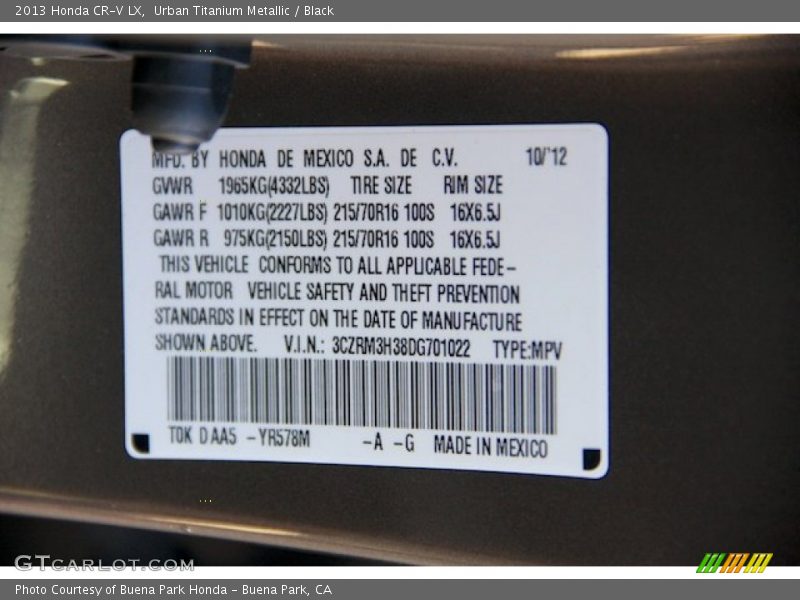 2013 Honda CR-V LX, Urban Titanium Metallic / Black
MFD. BY HONDA DE MEXICO S.A. DE C.V. 10/'12
GVWR 1965KG(4332LBS) TIRE SIZE RIM SIZE
GAWR F 1010KG(2227LBS) 215/70R16 100S 16X6.5J
GAWR R 975KG(2150LBS) 215/70R16 100S 16X6.5J
THIS VEHICLE CONFORMS TO ALL APPLICABLE FEDE-
RAL MOTOR VEHICLE SAFETY AND THEFT PREVENTION
STANDARDS IN EFFECT ON THE DATE OF MANUFACTURE
SHOWN ABOVE. V.I.N.: 3CZRM3H38DG701022 TYPE:MPV
TOK D AA5 -YR578M -A -G MADE IN MEXICO
GTCARLOT.COM
Photo Courtesy of Buena Park Honda - Buena Park, CA